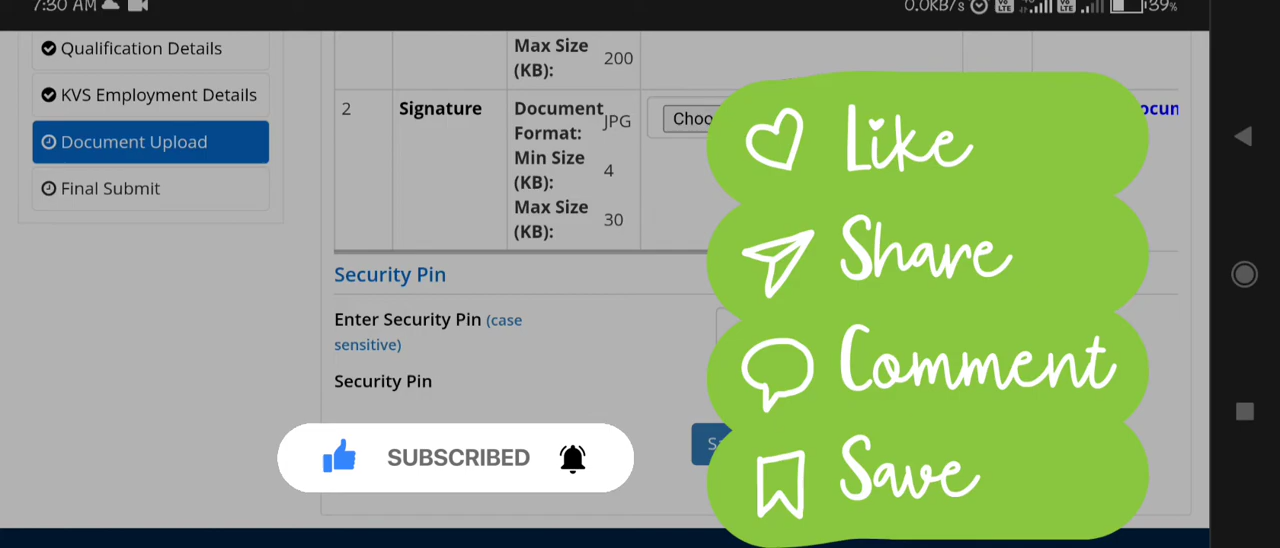 7:30 AM
0.0KB/s
39%
Qualification Details
KVS Employment Details
Document Upload
Final Submit
Max Size
(KB):
200
2
Signature
Document
Format:
JPG
Min Size
(KB):
4
Max Size
(KB):
30
Choo
ocun
Security Pin
Enter Security Pin (case
sensitive)
Security Pin
SUBSCRIBED
Like
Share
Comment
Save